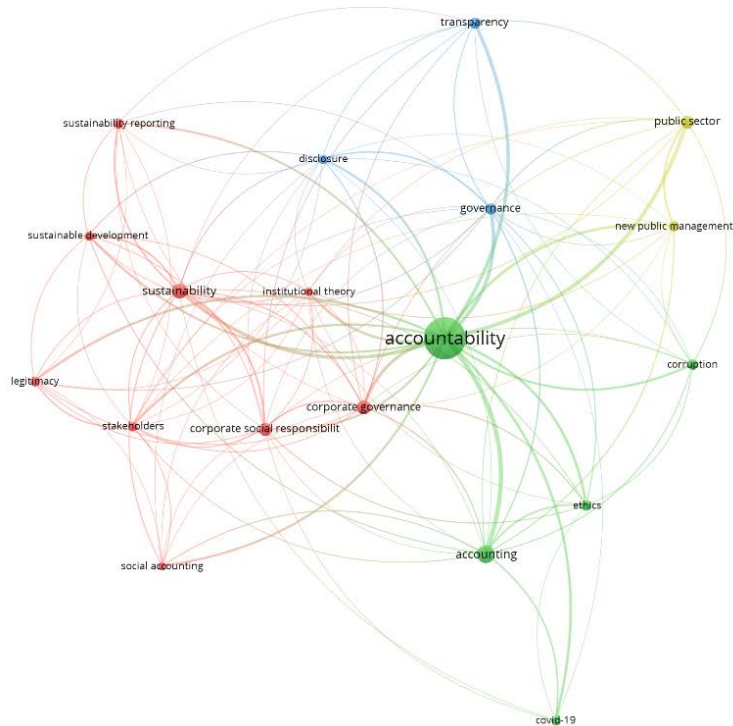 transparency
sustainability reporting
public sector
disclosure
governance
new public management
sustainable development
sustainability
institutional theory
accountability
corruption
legitimacy
corporate governance
stakeholders
corporate social responsibilit
ethics
accounting
social accounting
covid-19